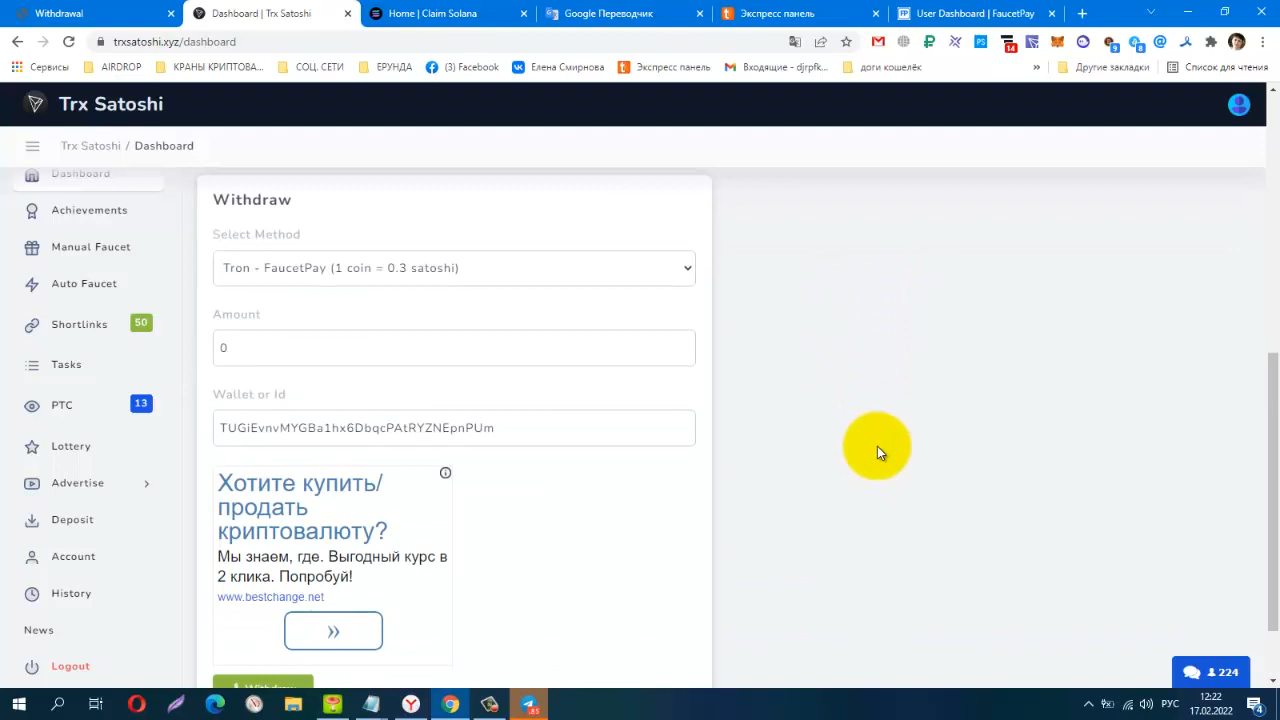 Withdrawal
Dashboard | Trx Satoshi
Home | Claim Solana
Google Переводчик
Экспресс панель
User Dashboard | FaucetPay
trxsatoshi.xyz/dashboard
14
9
8
Сервисы
AIRDROP
КРАНЫ КРИПТОВА...
СОЦ. СЕТИ
ЕРУНДА
(3) Facebook
Елена Смирнова
Экспресс панель
Входящие - djrpfk...
доги кошелёк
»
Другие закладки
Список для чтения
Trx Satoshi
Trx Satoshi / Dashboard
Dashboard
Achievements
Manual Faucet
Auto Faucet
Shortlinks 50
Tasks
PTC 13
Lottery
Advertise
Deposit
Account
History
News
Logout
Withdraw
Select Method
Tron - FaucetPay (1 coin = 0.3 satoshi)
Amount
0
Wallet or Id
TUGiEvnvMYGBa1hx6DbqcPAtRYZNEpnPUm
Хотите купить/
продать
криптовалюту?
Мы знаем, где. Выгодный курс в
2 клика. Попробуй!
www.bestchange.net
»
Withdraw
224
РУС
12:22
17.02.2022
4